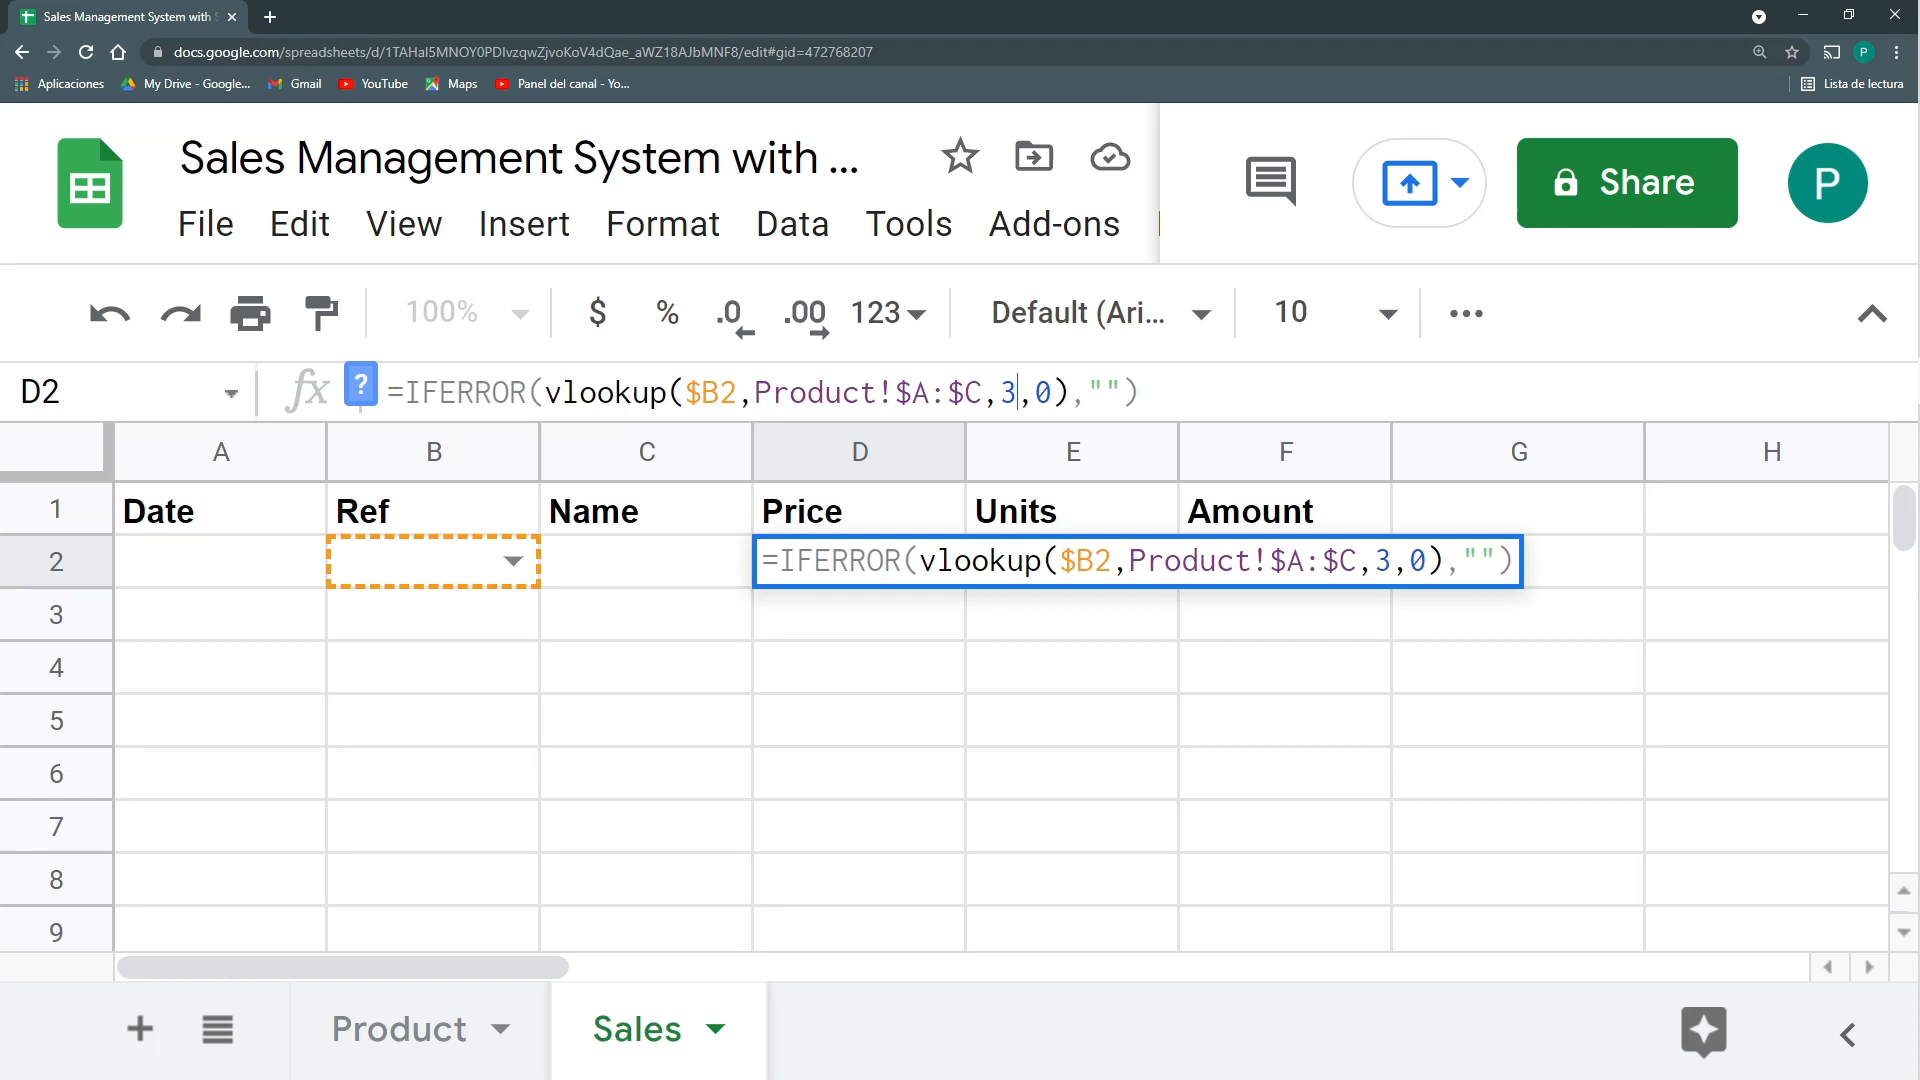 Sales Management System with S
docs.google.com/spreadsheets/d/1TAHal5MNOY0PDlvzqwZjvoKoV4dQae_aWZ18AJbMNF8/edit#gid=472768207
P
Aplicaciones My Drive - Google... Gmail YouTube Maps Panel del canal - Yo... Lista de lectura
Sales Management System with ...
Share
P
File Edit View Insert Format Data Tools Add-ons
100% $ % .0 .00 123 Default (Ari... 10
D2 fx ? =IFERROR(vlookup($B2,Product!$A:$C,3,0),"")
A B C D E F G H
1 Date Ref Name Price Units Amount
2 =IFERROR(vlookup($B2,Product!$A:$C,3,0),"")
3
4
5
6
7
8
9
Product Sales